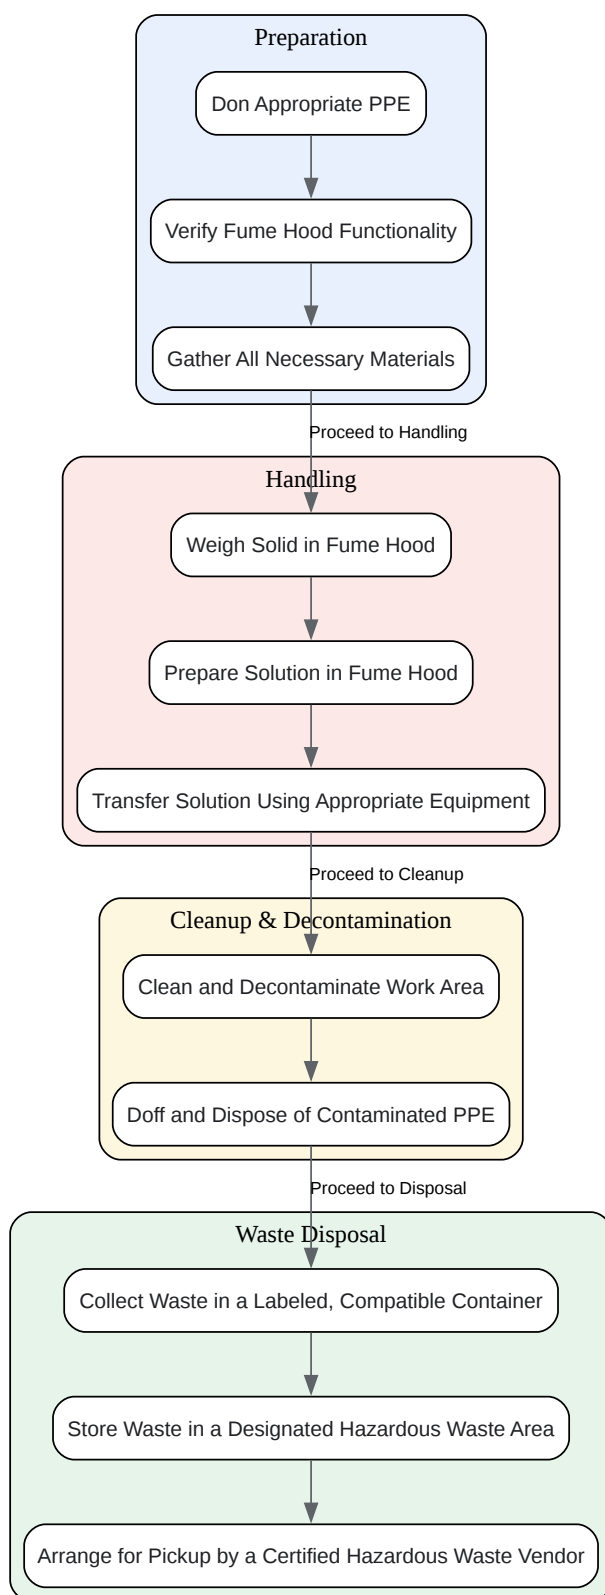 Preparation
Don Appropriate PPE
Verify Fume Hood Functionality
Gather All Necessary Materials
Proceed to Handling
Handling
Weigh Solid in Fume Hood
Prepare Solution in Fume Hood
Transfer Solution Using Appropriate Equipment
Proceed to Cleanup
Cleanup & Decontamination
Clean and Decontaminate Work Area
Doff and Dispose of Contaminated PPE
Proceed to Disposal
Waste Disposal
Collect Waste in a Labeled, Compatible Container
Store Waste in a Designated Hazardous Waste Area
Arrange for Pickup by a Certified Hazardous Waste Vendor